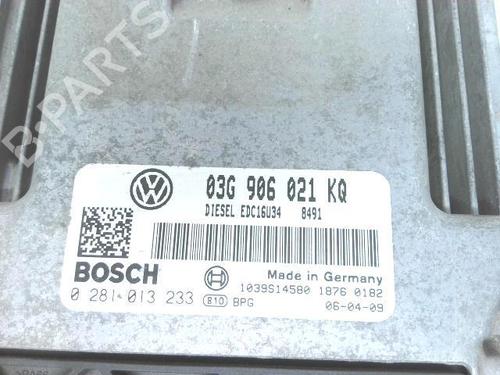 B-PARTS
VW
03G 906 021 KQ
DIESEL EDC16U34 8491
BOSCH
Made in Germany
1039S14580 1876 0182
0 281 013 233 810 BPG 06-04-09